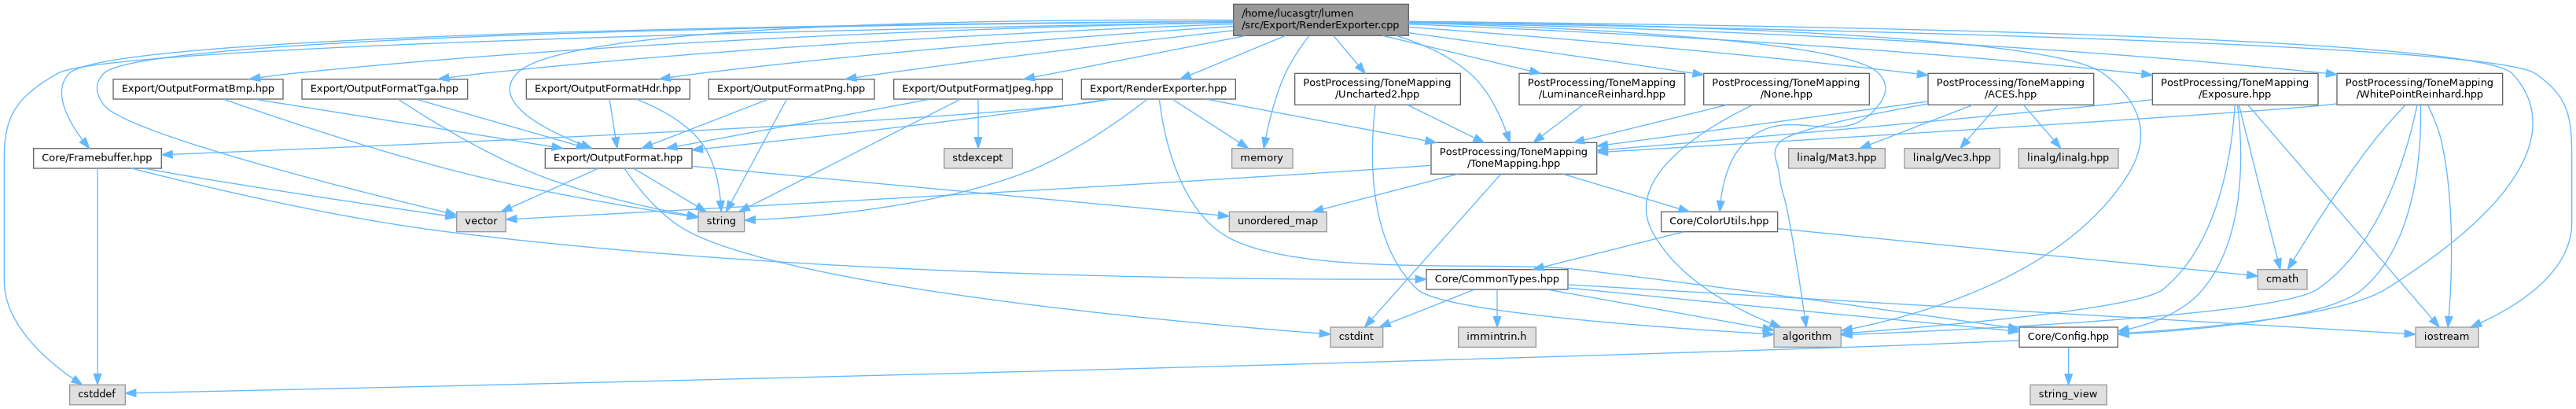 /home/lucasgtr/lumen
/src/Export/RenderExporter.cpp
Export/OutputFormatBmp.hpp
Export/OutputFormatTga.hpp
Export/OutputFormatHdr.hpp
Export/OutputFormatPng.hpp
Export/OutputFormatJpeg.hpp
Export/RenderExporter.hpp
PostProcessing/ToneMapping
/Uncharted2.hpp
PostProcessing/ToneMapping
/LuminanceReinhard.hpp
PostProcessing/ToneMapping
/None.hpp
PostProcessing/ToneMapping
/ACES.hpp
PostProcessing/ToneMapping
/Exposure.hpp
PostProcessing/ToneMapping
/WhitePointReinhard.hpp
Core/Framebuffer.hpp
Export/OutputFormat.hpp
stdexcept
memory
PostProcessing/ToneMapping
/ToneMapping.hpp
linalg/Mat3.hpp
linalg/Vec3.hpp
linalg/linalg.hpp
vector
string
unordered_map
Core/ColorUtils.hpp
Core/CommonTypes.hpp
cmath
cstdint
immintrin.h
algorithm
Core/Config.hpp
iostream
cstddef
string_view